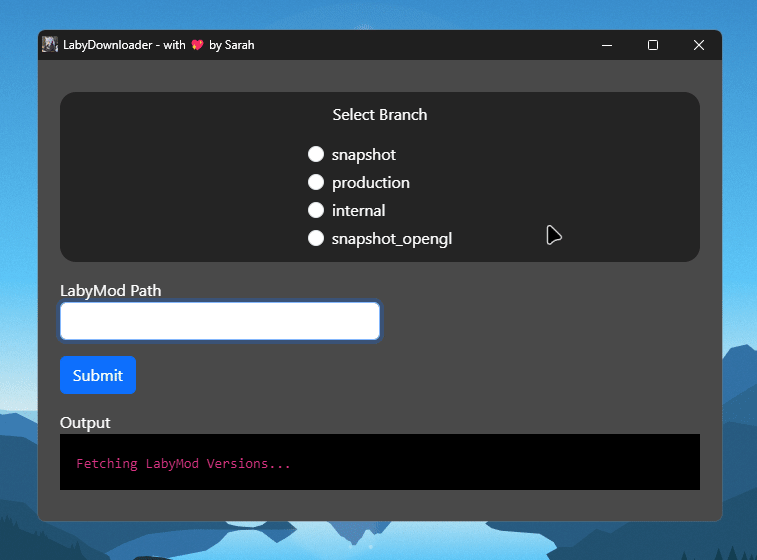 LabyDownloader - with 💖 by Sarah
Select Branch
snapshot
production
internal
snapshot_opengl
LabyMod Path
Submit
Output
Fetching LabyMod Versions...